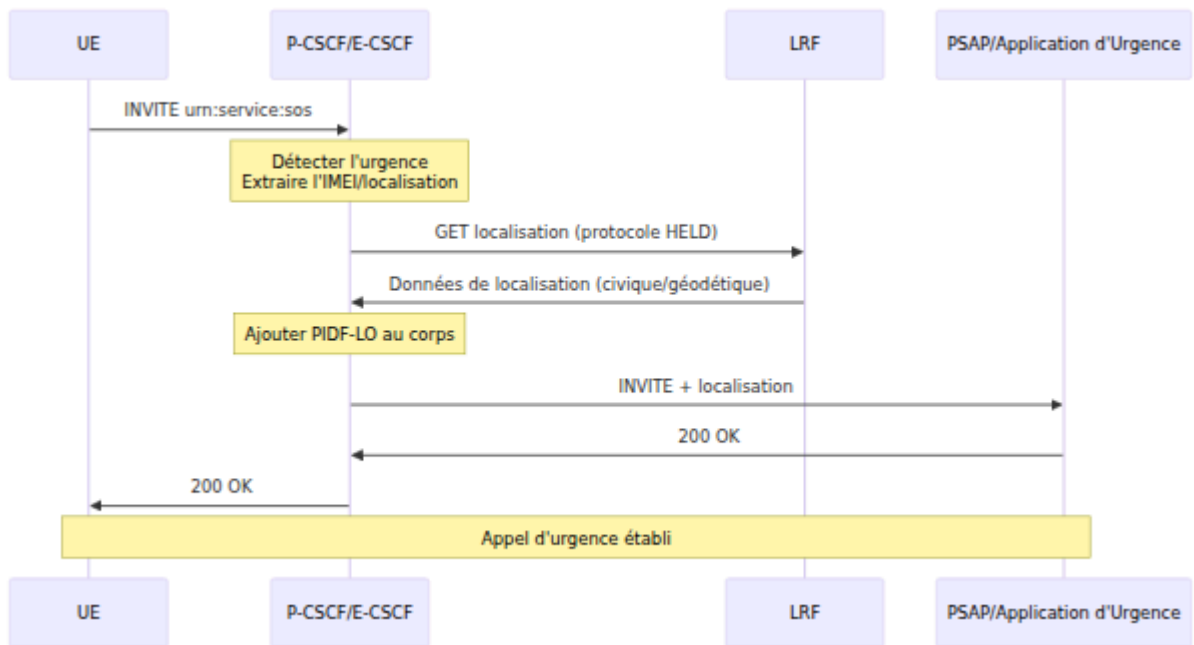 UE
P-CSCF/E-CSCF
LRF
PSAP/Application d'Urgence
INVITE urn:service:sos
Détecter l'urgence
Extraire l'IMEI/localisation
GET localisation (protocole HELD)
Données de localisation (civique/géodétique)
Ajouter PIDF-LO au corps
INVITE + localisation
200 OK
200 OK
Appel d'urgence établi
UE
P-CSCF/E-CSCF
LRF
PSAP/Application d'Urgence